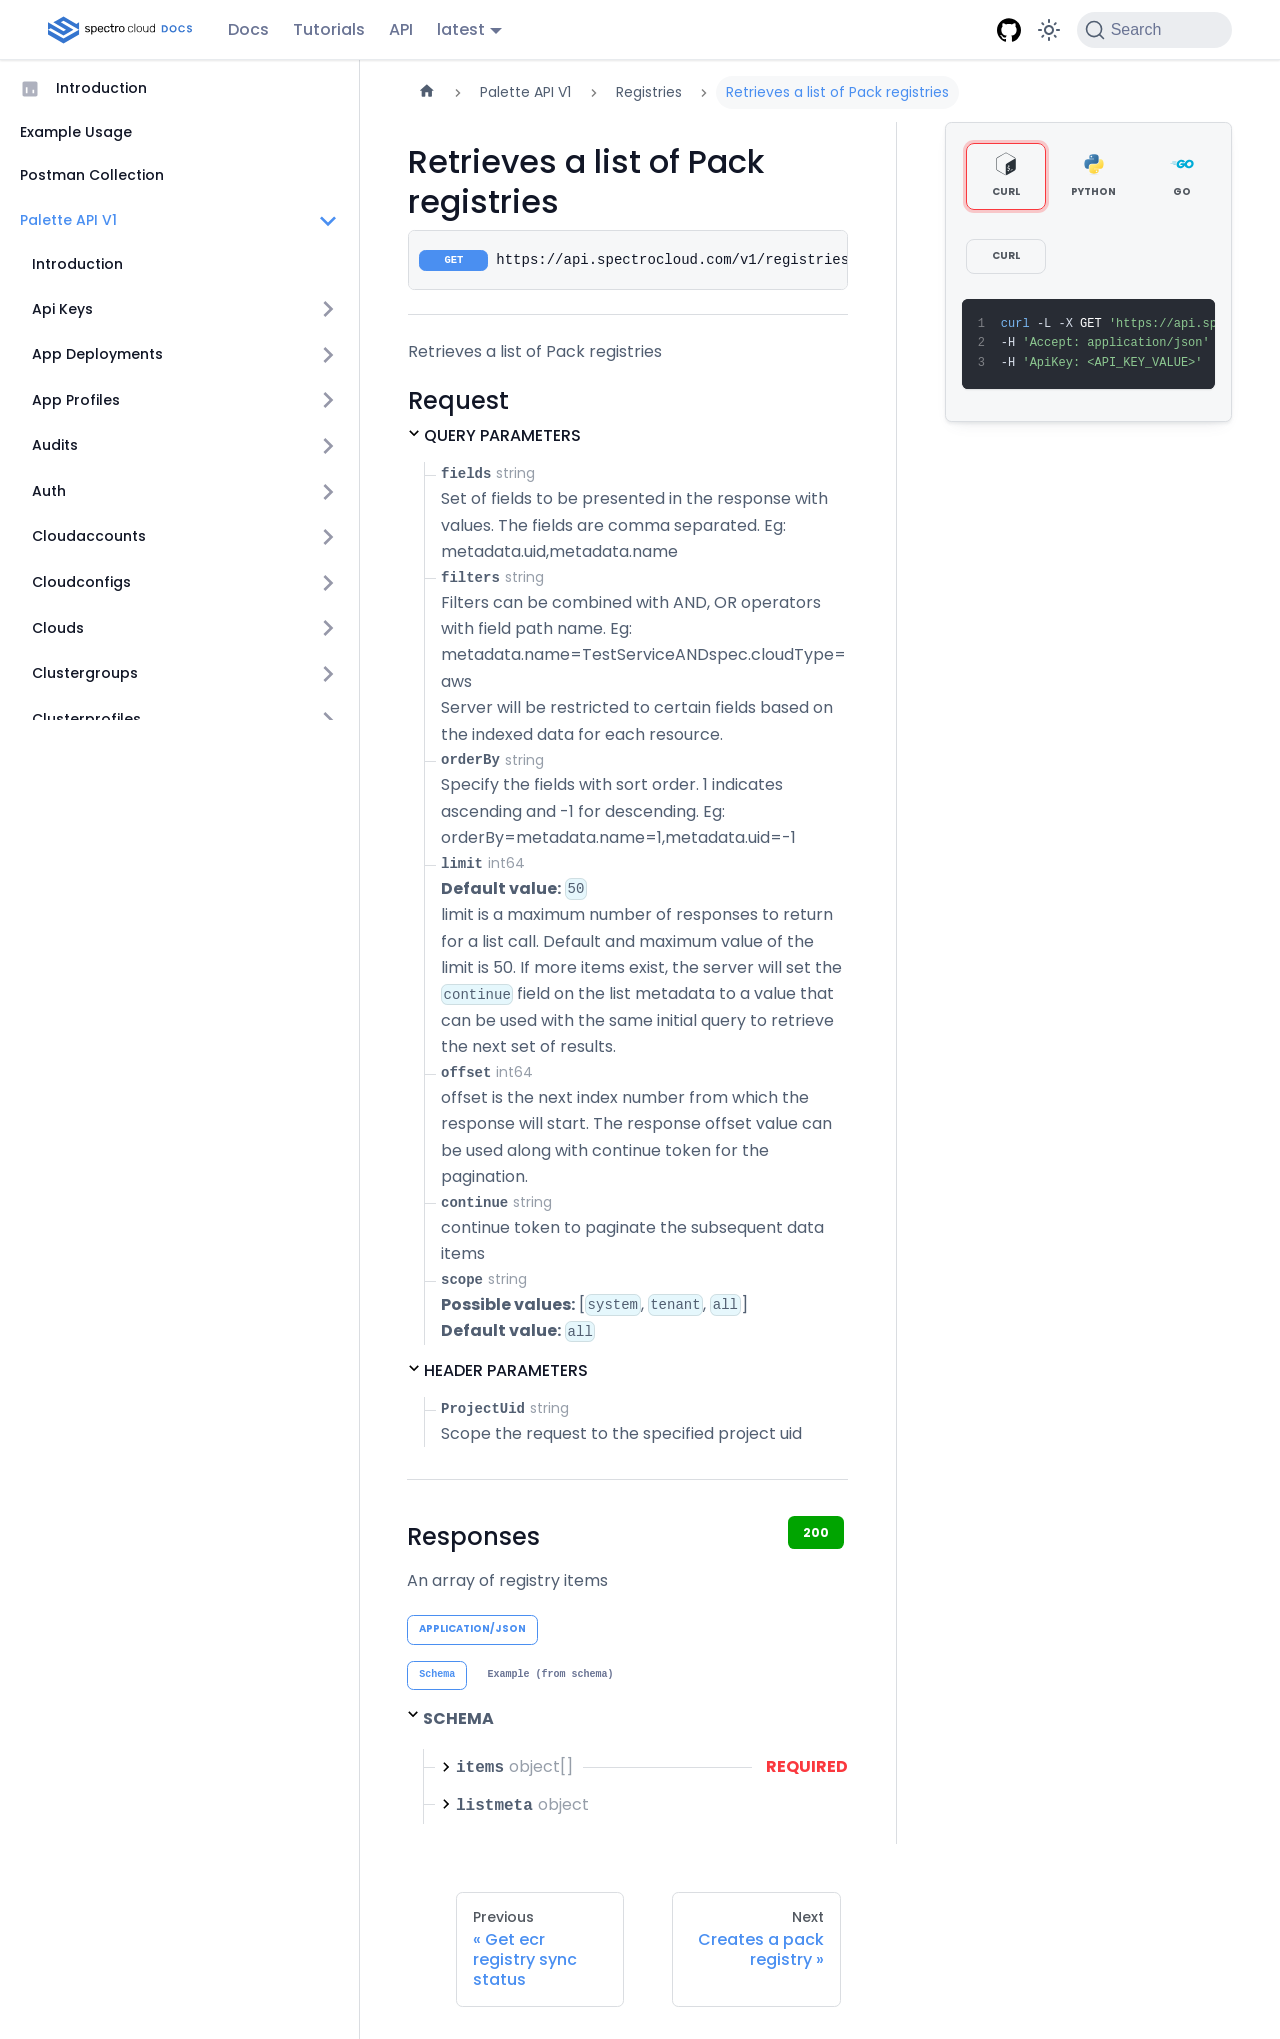 spectro cloud DOCS
Docs
Tutorials
API
latest
Search
Introduction
Example Usage
Postman Collection
Palette API V1
Introduction
Api Keys
App Deployments
App Profiles
Audits
Auth
Cloudaccounts
Cloudconfigs
Clouds
Clustergroups
Clusterprofiles
Palette API V1
Registries
Retrieves a list of Pack registries
Retrieves a list of Pack
registries
GET https://api.spectrocloud.com/v1/registries
Retrieves a list of Pack registries
Request
QUERY PARAMETERS
fields string
Set of fields to be presented in the response with
values. The fields are comma separated. Eg:
metadata.uid,metadata.name
filters string
Filters can be combined with AND, OR operators
with field path name. Eg:
metadata.name=TestServiceANDspec.cloudType=
aws
Server will be restricted to certain fields based on
the indexed data for each resource.
orderBy string
Specify the fields with sort order. 1 indicates
ascending and -1 for descending. Eg:
orderBy=metadata.name=1,metadata.uid=-1
limit int64
Default value: 50
limit is a maximum number of responses to return
for a list call. Default and maximum value of the
limit is 50. If more items exist, the server will set the
continue field on the list metadata to a value that
can be used with the same initial query to retrieve
the next set of results.
offset int64
offset is the next index number from which the
response will start. The response offset value can
be used along with continue token for the
pagination.
continue string
continue token to paginate the subsequent data
items
scope string
Possible values: [system, tenant, all]
Default value: all
HEADER PARAMETERS
ProjectUid string
Scope the request to the specified project uid
Responses
200
An array of registry items
APPLICATION/JSON
Schema
Example (from schema)
SCHEMA
items object[] REQUIRED
listmeta object
Previous
« Get ecr
registry sync
status
Next
Creates a pack
registry »
CURL
PYTHON
GO
CURL
1 curl -L -X GET 'https://api.sp
2 -H 'Accept: application/json'
3 -H 'ApiKey: <API_KEY_VALUE>'